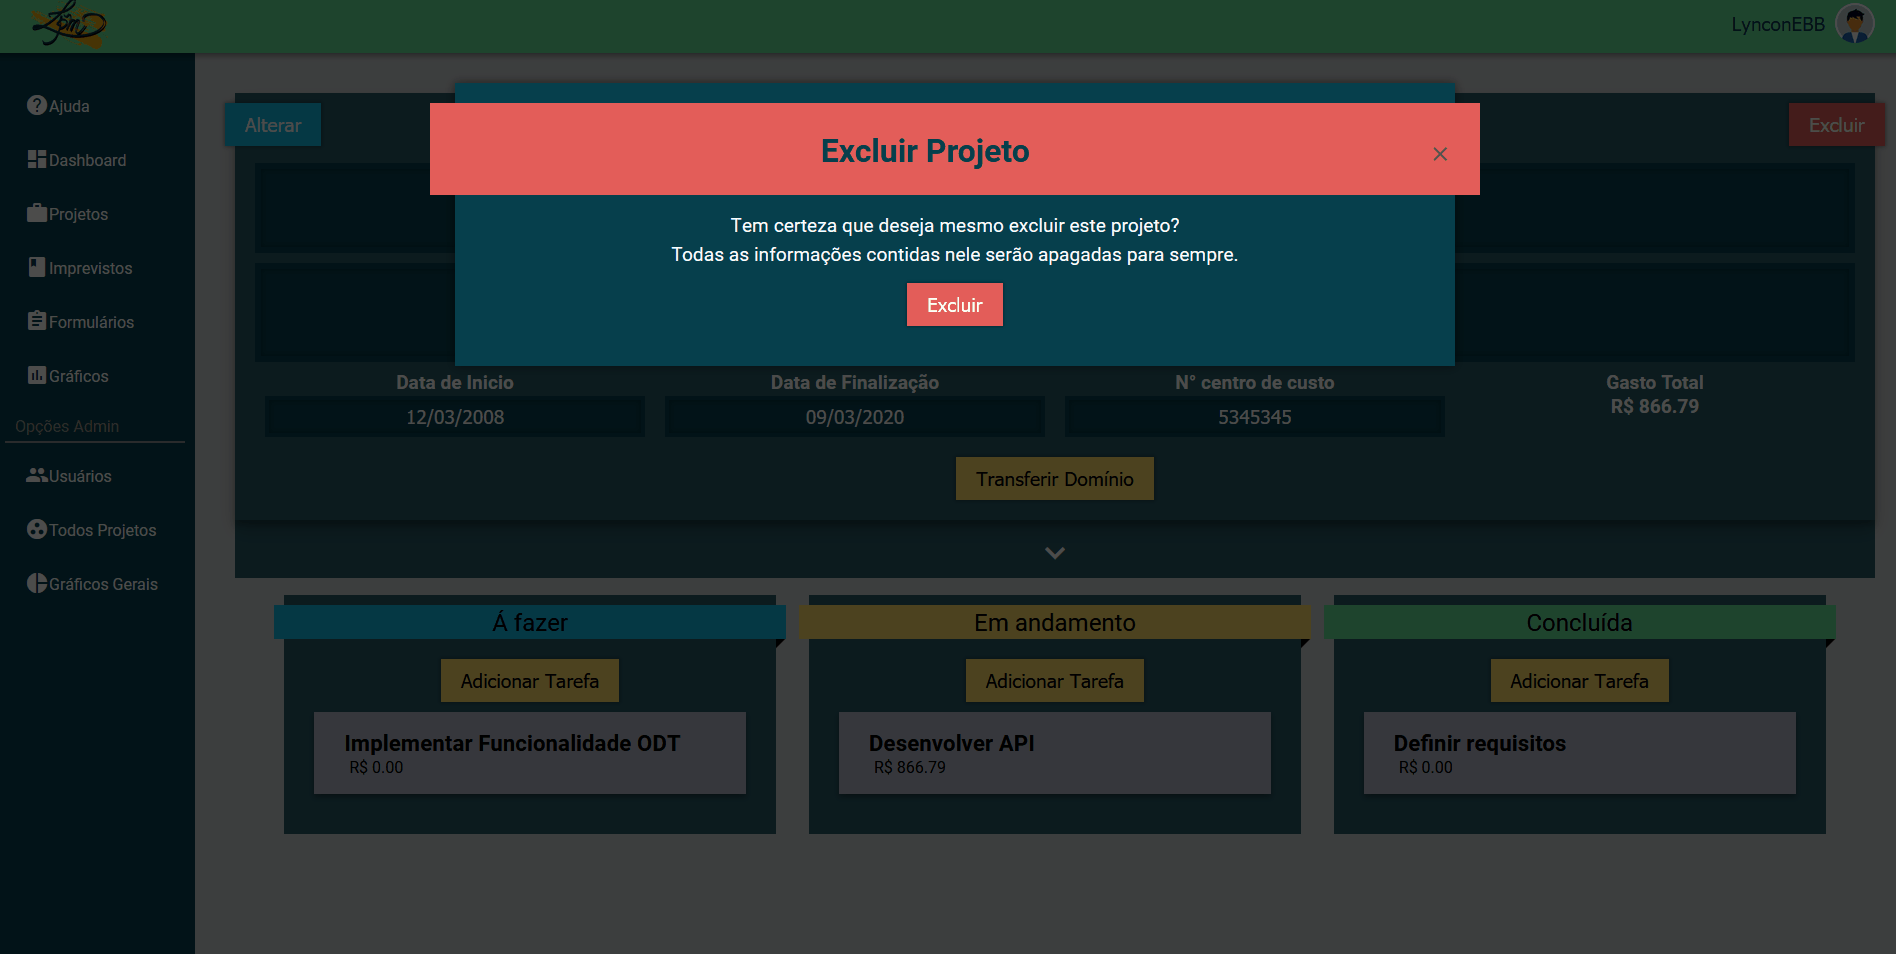 LynconEBB
Ajuda
Dashboard
Projetos
Imprevistos
Formulários
Gráficos
Opções Admin
Usuários
Todos Projetos
Gráficos Gerais
Alterar
Excluir
Excluir Projeto
×
Tem certeza que deseja mesmo excluir este projeto?
Todas as informações contidas nele serão apagadas para sempre.
Excluir
Data de Inicio
12/03/2008
Data de Finalização
09/03/2020
N° centro de custo
5345345
Gasto Total
R$ 866.79
Transferir Domínio
Á fazer
Adicionar Tarefa
Implementar Funcionalidade ODT
R$ 0.00
Em andamento
Adicionar Tarefa
Desenvolver API
R$ 866.79
Concluída
Adicionar Tarefa
Definir requisitos
R$ 0.00